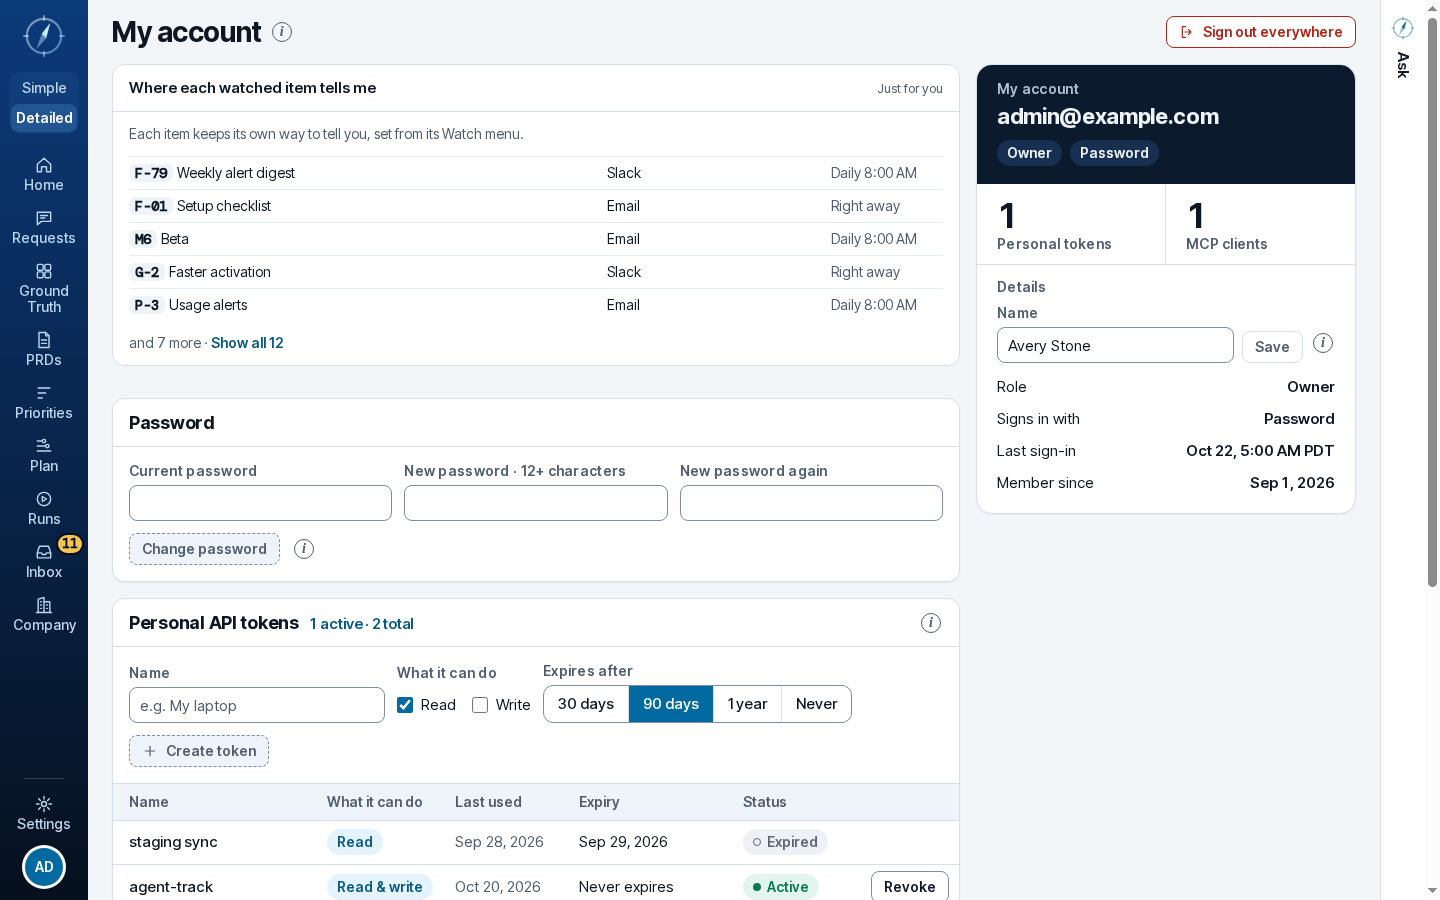 Simple
Detailed
Home
Requests
Ground
Truth
PRDs
Priorities
Plan
Runs
11
Inbox
Company
Settings
AD
My account i
Sign out everywhere
Where each watched item tells me Just for you
Each item keeps its own way to tell you, set from its Watch menu.
F-79 Weekly alert digest Slack Daily 8:00 AM
F-01 Setup checklist Email Right away
M6 Beta Email Daily 8:00 AM
G-2 Faster activation Slack Right away
P-3 Usage alerts Email Daily 8:00 AM
and 7 more · Show all 12
Password
Current password New password · 12+ characters New password again
Change password i
Personal API tokens 1 active · 2 total i
Name What it can do Expires after
e.g. My laptop Read Write 30 days 90 days 1 year Never
Create token
Name What it can do Last used Expiry Status
staging sync Read Sep 28, 2026 Sep 29, 2026 Expired
agent-track Read & write Oct 20, 2026 Never expires Active Revoke
My account
admin@example.com
Owner Password
1 1
Personal tokens MCP clients
Details
Name
Avery Stone Save i
Role Owner
Signs in with Password
Last sign-in Oct 22, 5:00 AM PDT
Member since Sep 1, 2026
Ask